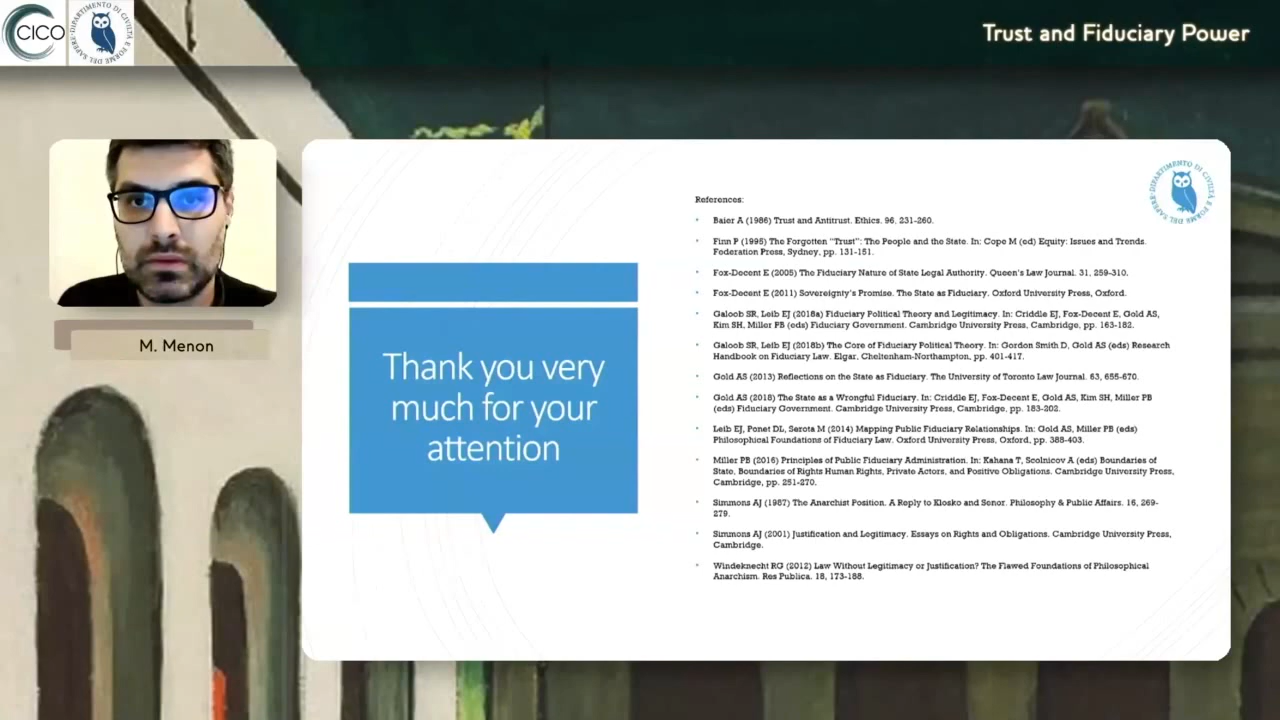 CICO
DIPARTIMENTO DI CIVILTÀ E FORME DEL SAPERE
Trust and Fiduciary Power
M. Menon
Thank you very
much for your
attention
DIPARTIMENTO DI CIVILTÀ E FORME DEL SAPERE
References:
Baier A (1986) Trust and Antitrust. Ethics. 96, 231-260.
Finn P (1995) The Forgotten "Trust": The People and the State. In: Cope M (ed) Equity: Issues and Trends.
Federation Press, Sydney, pp. 131-151.
Fox-Decent E (2005) The Fiduciary Nature of State Legal Authority. Queen's Law Journal. 31, 259-310.
Fox-Decent E (2011) Sovereignty's Promise. The State as Fiduciary. Oxford University Press, Oxford.
Galoob SR, Leib EJ (2018a) Fiduciary Political Theory and Legitimacy. In: Criddle EJ, Fox-Decent E, Gold AS,
Kim SH, Miller PB (eds) Fiduciary Government. Cambridge University Press, Cambridge, pp. 163-182.
Galoob SR, Leib EJ (2018b) The Core of Fiduciary Political Theory. In: Gordon Smith D, Gold AS (eds) Research
Handbook on Fiduciary Law. Elgar, Cheltenham-Northampton, pp. 401-417.
Gold AS (2013) Reflections on the State as Fiduciary. The University of Toronto Law Journal. 63, 655-670.
Gold AS (2018) The State as a Wrongful Fiduciary. In: Criddle EJ, Fox-Decent E, Gold AS, Kim SH, Miller PB
(eds) Fiduciary Government. Cambridge University Press, Cambridge, pp. 183-202.
Leib EJ, Ponet DL, Serota M (2014) Mapping Public Fiduciary Relationships. In: Gold AS, Miller PB (eds)
Philosophical Foundations of Fiduciary Law. Oxford University Press, Oxford, pp. 388-403.
Miller PB (2016) Principles of Public Fiduciary Administration. In: Kahana T, Scolnicov A (eds) Boundaries of
State, Boundaries of Rights Human Rights, Private Actors, and Positive Obligations. Cambridge University Press,
Cambridge, pp. 251-270.
Simmons AJ (1987) The Anarchist Position. A Reply to Klosko and Senor. Philosophy & Public Affairs. 16, 269-
279.
Simmons AJ (2001) Justification and Legitimacy. Essays on Rights and Obligations. Cambridge University Press,
Cambridge.
Windeknecht RG (2012) Law Without Legitimacy or Justification? The Flawed Foundations of Philosophical
Anarchism. Res Publica. 18, 173-188.